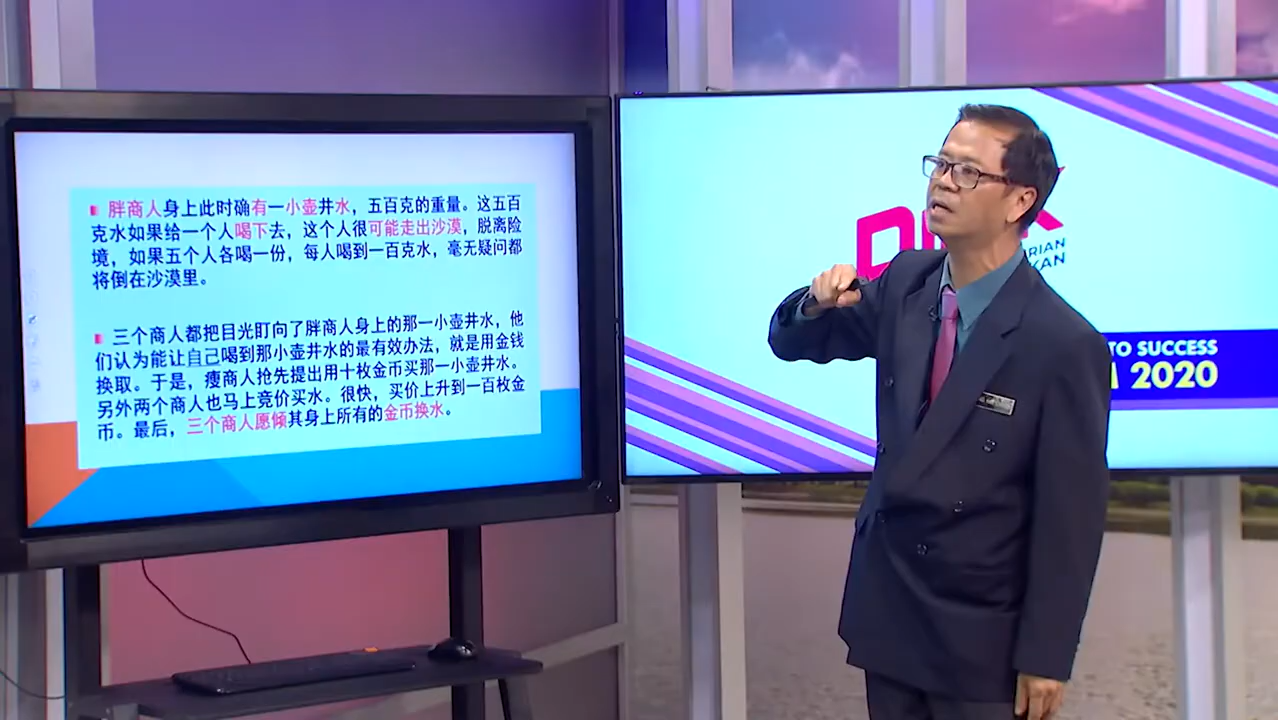 胖商人身上此时确有一小壶井水，五百克的重量。这五百
克水如果给一个人喝下去，这个人很可能走出沙漠，脱离险
境，如果五个人各喝一份，每人喝到一百克水，毫无疑问都
将倒在沙漠里。
三个商人都把目光盯向了胖商人身上的那一小壶井水，他
们认为能让自己喝到那小壶井水的最有效办法，就是用金钱
换取。于是，瘦商人抢先提出用十枚金币买那一小壶井水。
另外两个商人也马上竞价买水。很快，买价上升到一百枚金
币。最后，三个商人愿倾其身上所有的金币换水。
RIAN
KAN
TO SUCCESS
2020